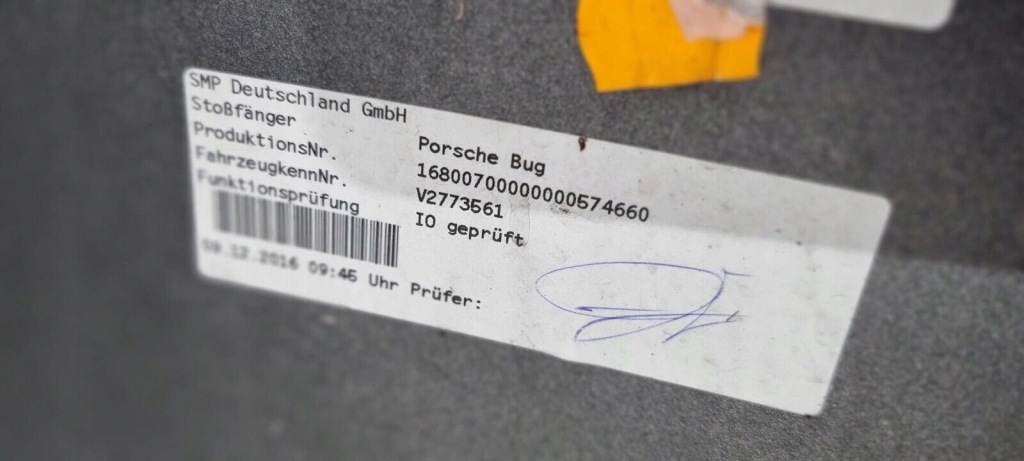 SMP Deutschland GmbH
Stoßfänger Porsche Bug
ProduktionsNr. 16800700000000574660
FahrzeugkennNr. V2773561
Funktionsprüfung IO geprüft
09.12.2016 09:45 Uhr Prüfer: